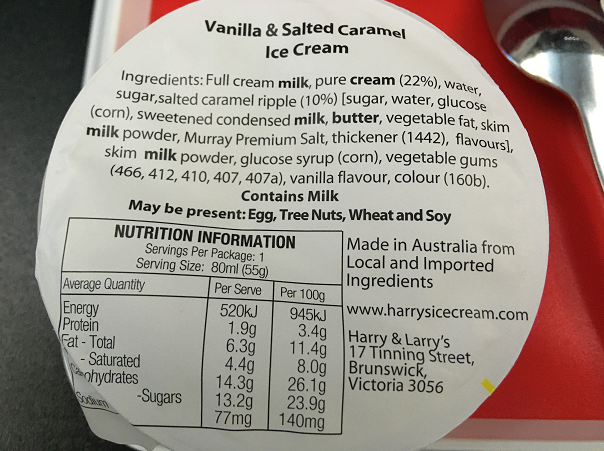 Vanilla & Salted Caramel
Ice Cream
Ingredients: Full cream milk, pure cream (22%), water,
sugar,salted caramel ripple (10%) [sugar, water, glucose
(corn), sweetened condensed milk, butter, vegetable fat, skim
milk powder, Murray Premium Salt, thickener (1442), flavours],
skim milk powder, glucose syrup (corn), vegetable gums
(466, 412, 410, 407, 407a), vanilla flavour, colour (160b).
Contains Milk
May be present: Egg, Tree Nuts, Wheat and Soy
NUTRITION INFORMATION
Servings Per Package: 1
Serving Size: 80ml (55g)
Average Quantity Per Serve Per 100g
Energy 520kJ 945kJ
Protein 1.9g 3.4g
Fat - Total 6.3g 11.4g
- Saturated 4.4g 8.0g
ohydrates 14.3g 26.1g
-Sugars 13.2g 23.9g
Sodium 77mg 140mg
Made in Australia from
Local and Imported
Ingredients
www.harrysicecream.com
Harry & Larry's
17 Tinning Street,
Brunswick,
Victoria 3056